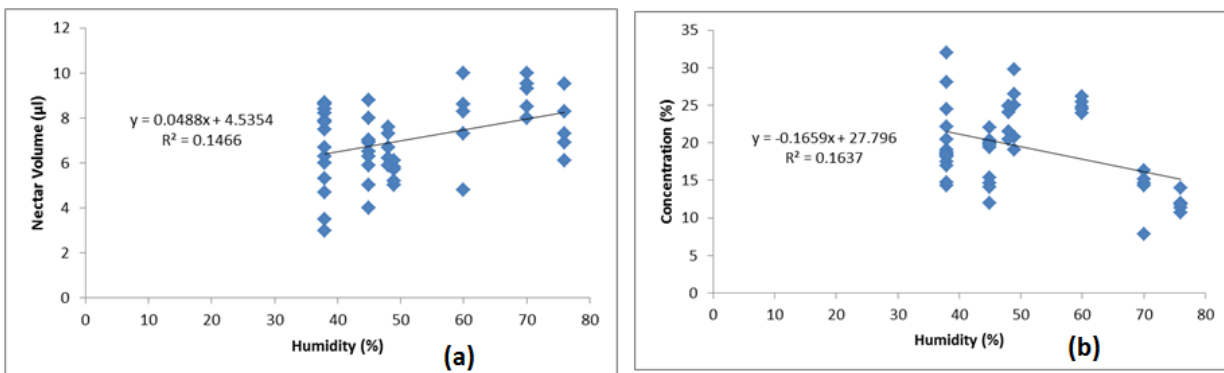 12
10
8
6
4
2
0
Nectar Volume (µl)
y = 0.0488x + 4.5354
R² = 0.1466
0 10 20 30 40 50 60 70 80
Humidity (%)
(a)
35
30
25
20
15
10
5
0
Concentration (%)
y = -0.1659x + 27.796
R² = 0.1637
0 10 20 30 40 50 60 70 80
Humidity (%)
(b)